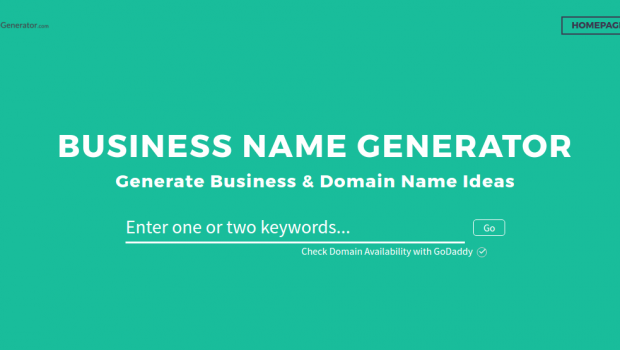 Generator.com
HOMEPAGE
BUSINESS NAME GENERATOR
Generate Business & Domain Name Ideas
Enter one or two keywords...
Go
Check Domain Availability with GoDaddy